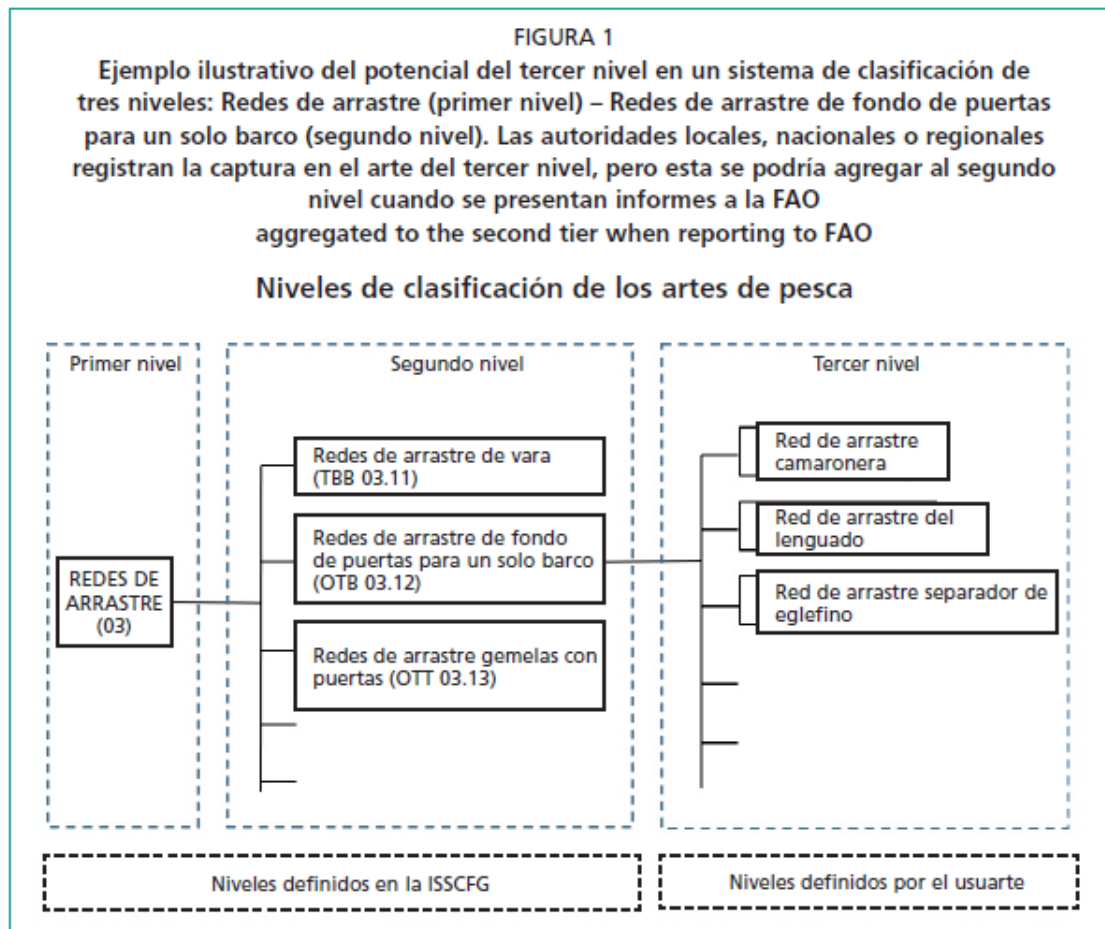 FIGURA 1
Ejemplo ilustrativo del potencial del tercer nivel en un sistema de clasificación de
tres niveles: Redes de arrastre (primer nivel) – Redes de arrastre de fondo de puertas
para un solo barco (segundo nivel). Las autoridades locales, nacionales o regionales
registran la captura en el arte del tercer nivel, pero esta se podría agregar al segundo
nivel cuando se presentan informes a la FAO
aggregated to the second tier when reporting to FAO
Niveles de clasificación de los artes de pesca
Primer nivel
REDES DE
ARRASTRE
(03)
Segundo nivel
Redes de arrastre de vara
(TBB 03.11)
Redes de arrastre de fondo
de puertas para un solo barco
(OTB 03.12)
Redes de arrastre gemelas con
puertas (OTT 03.13)
Tercer nivel
Red de arrastre
camaronera
Red de arrastre del
lenguado
Red de arrastre separador de
eglefino
Niveles definidos en la ISSCFG
Niveles definidos por el usuarte